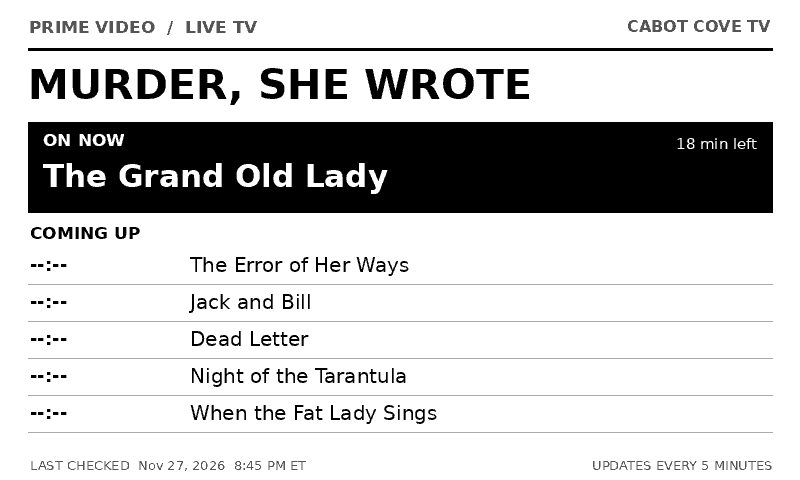 PRIME VIDEO / LIVE TV
CABOT COVE TV
MURDER, SHE WROTE
ON NOW
18 min left
The Grand Old Lady
COMING UP
--:-- The Error of Her Ways
--:-- Jack and Bill
--:-- Dead Letter
--:-- Night of the Tarantula
--:-- When the Fat Lady Sings
LAST CHECKED Nov 27, 2026 8:45 PM ET
UPDATES EVERY 5 MINUTES